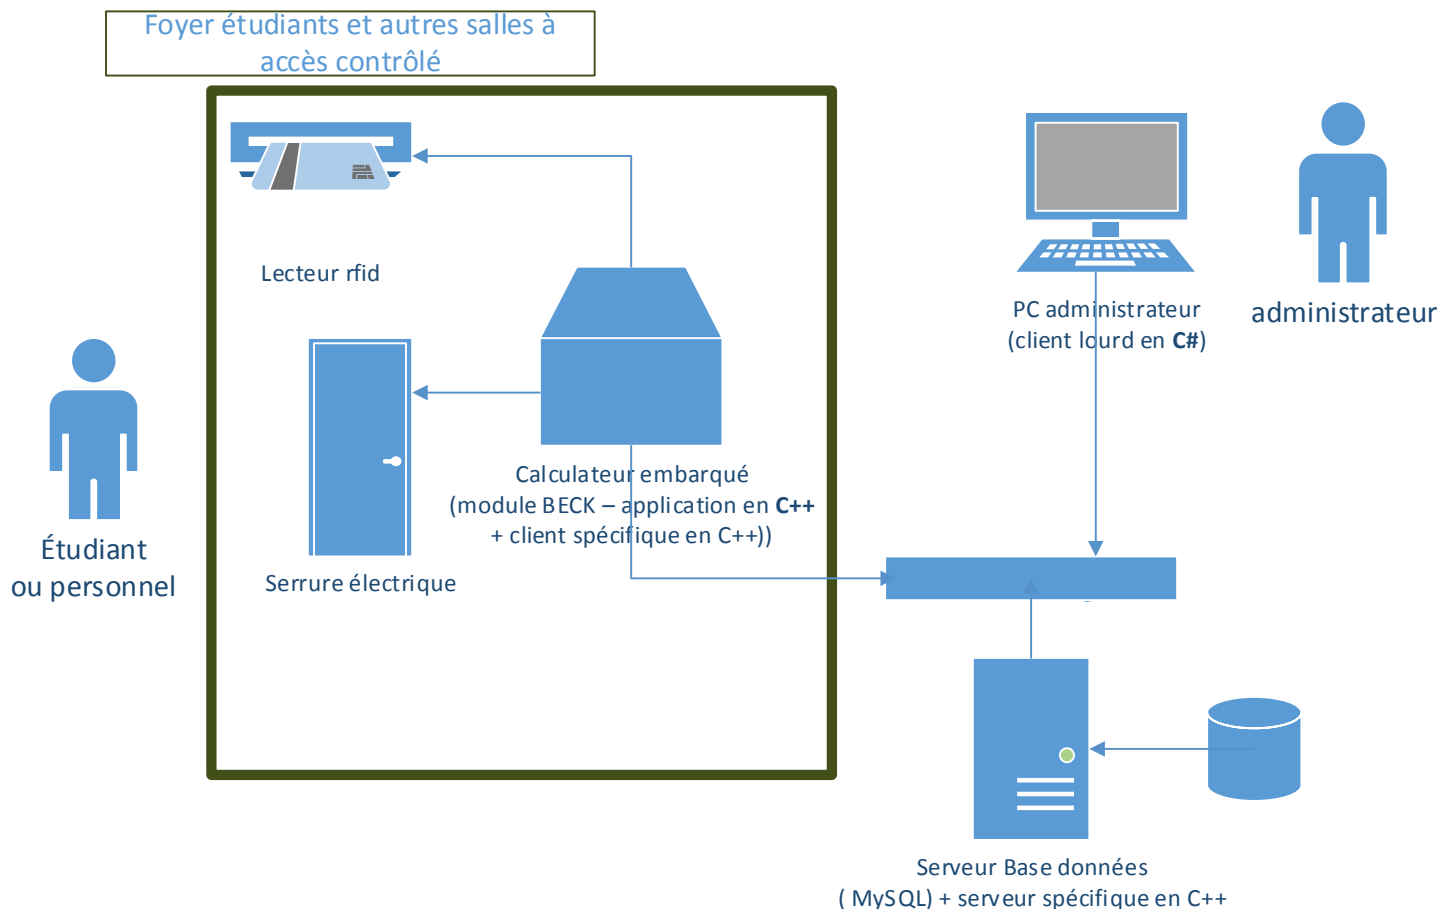 Foyer étudiants et autres salles à
accès contrôlé
Lecteur rfid
PC administrateur
(client lourd en C#)
administrateur
Étudiant
ou personnel
Calculateur embarqué
(module BECK – application en C++
+ client spécifique en C++))
Serrure électrique
Serveur Base données
( MySQL) + serveur spécifique en C++